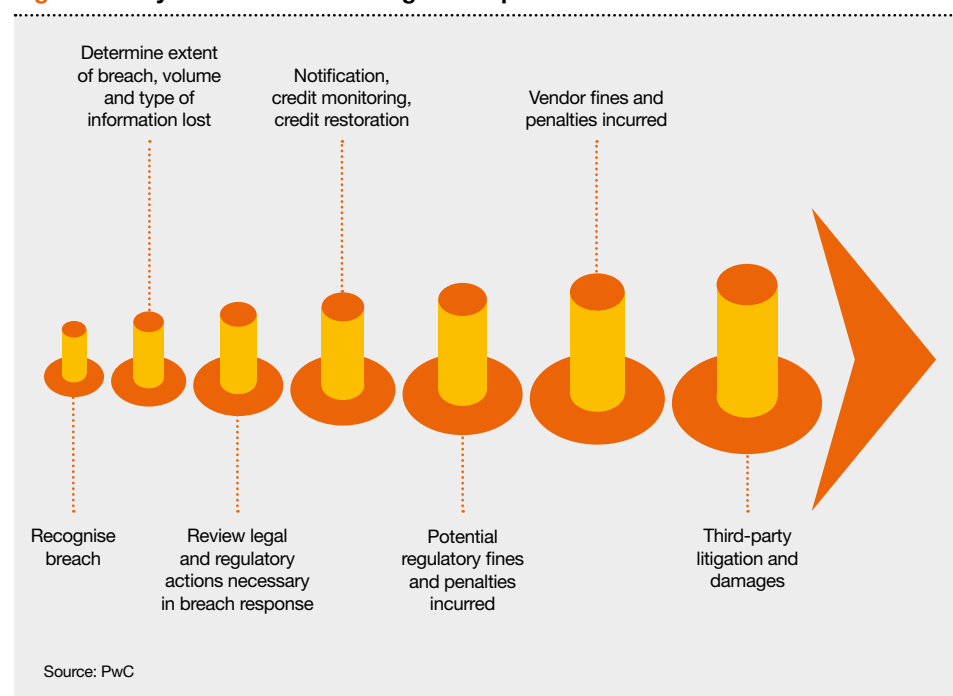 Determine extent
of breach, volume
and type of
information lost
Notification,
credit monitoring,
credit restoration
Vendor fines and
penalties incurred
Recognise
breach
Review legal
and regulatory
actions necessary
in breach response
Potential
regulatory fines
and penalties
incurred
Third-party
litigation and
damages
Source: PwC